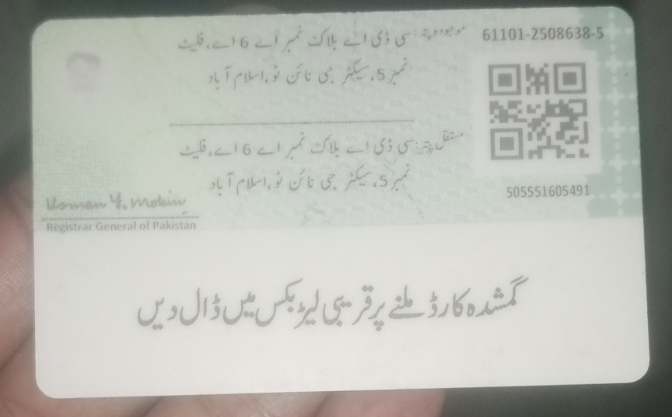 موجودہ پتہ: سی ڈی اے بلاک نمبر اے 6 اے، فلیٹ
نمبر 5، سیکٹر جی نائن ٹو، اسلام آباد
61101-2508638-5
مستقل پتہ: سی ڈی اے بلاک نمبر اے 6 اے، فلیٹ
نمبر 5، سیکٹر جی نائن ٹو، اسلام آباد
505551605491
Usman Y. Mobin
Registrar General of Pakistan
گمشدہ کارڈ ملنے پر قریبی لیٹر بکس میں ڈال دیں